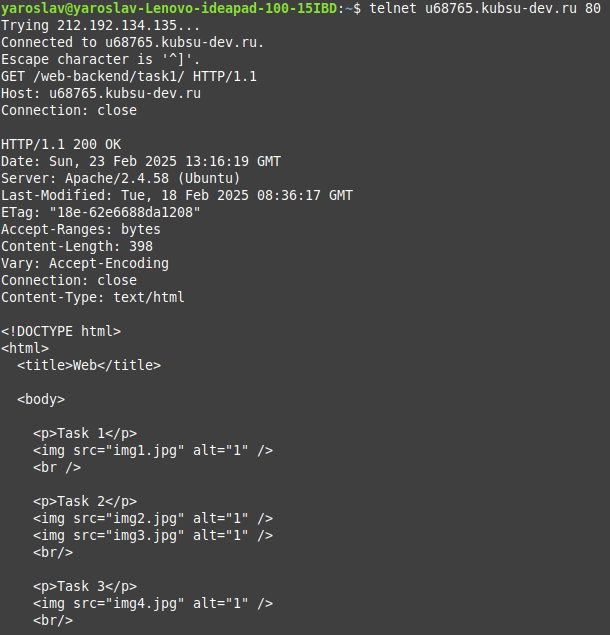 yaroslav@yaroslav-Lenovo-ideapad-100-15IBD:~$ telnet u68765.kubsu-dev.ru 80
Trying 212.192.134.135...
Connected to u68765.kubsu-dev.ru.
Escape character is '^]'.
GET /web-backend/task1/ HTTP/1.1
Host: u68765.kubsu-dev.ru
Connection: close

HTTP/1.1 200 OK
Date: Sun, 23 Feb 2025 13:16:19 GMT
Server: Apache/2.4.58 (Ubuntu)
Last-Modified: Tue, 18 Feb 2025 08:36:17 GMT
ETag: "18e-62e6688da1208"
Accept-Ranges: bytes
Content-Length: 398
Vary: Accept-Encoding
Connection: close
Content-Type: text/html

<!DOCTYPE html>
<html>
  <title>Web</title>

  <body>

    <p>Task 1</p>
    <img src="img1.jpg" alt="1" />
    <br />

    <p>Task 2</p>
    <img src="img2.jpg" alt="1" />
    <img src="img3.jpg" alt="1" />
    <br/>

    <p>Task 3</p>
    <img src="img4.jpg" alt="1" />
    <br/>